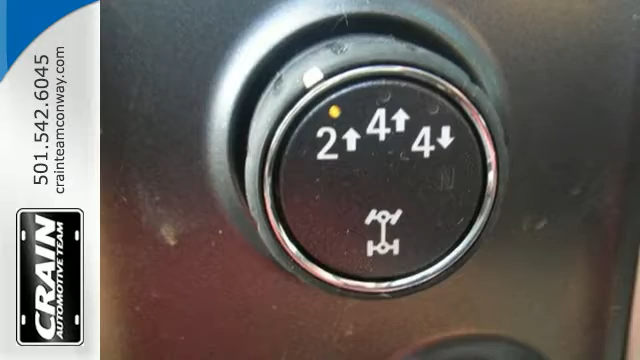 501.542.6045
crainteamconway.com
CRAIN
AUTOMOTIVE TEAM
2↑ 4↑ 4↓
N